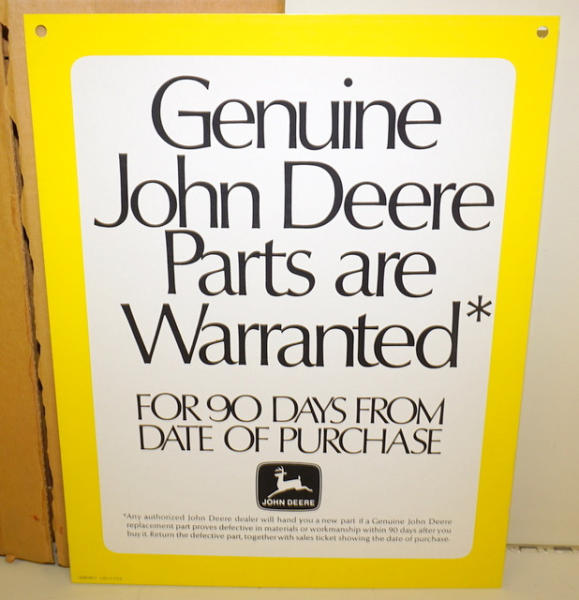 Genuine
John Deere
Parts are
Warranted*
FOR 90 DAYS FROM
DATE OF PURCHASE
JOHN DEERE
*Any authorized John Deere dealer will hand you a new part if a Genuine John Deere
replacement part proves defective in materials or workmanship within 90 days after you
buy it. Return the defective part, together with sales ticket showing the date of purchase.